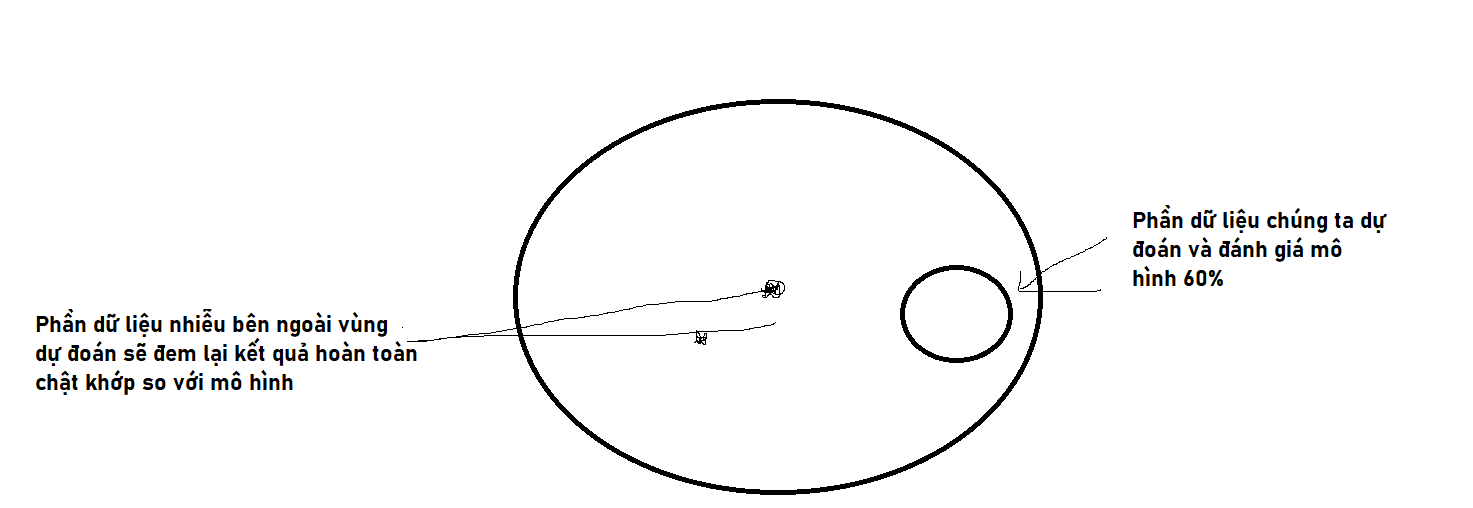 Phần dữ liệu chúng ta dự
đoán và đánh giá mô
hình 60%
Phần dữ liệu nhiễu bên ngoài vùng
dự đoán sẽ đem lại kết quả hoàn toàn
chật khớp so với mô hình